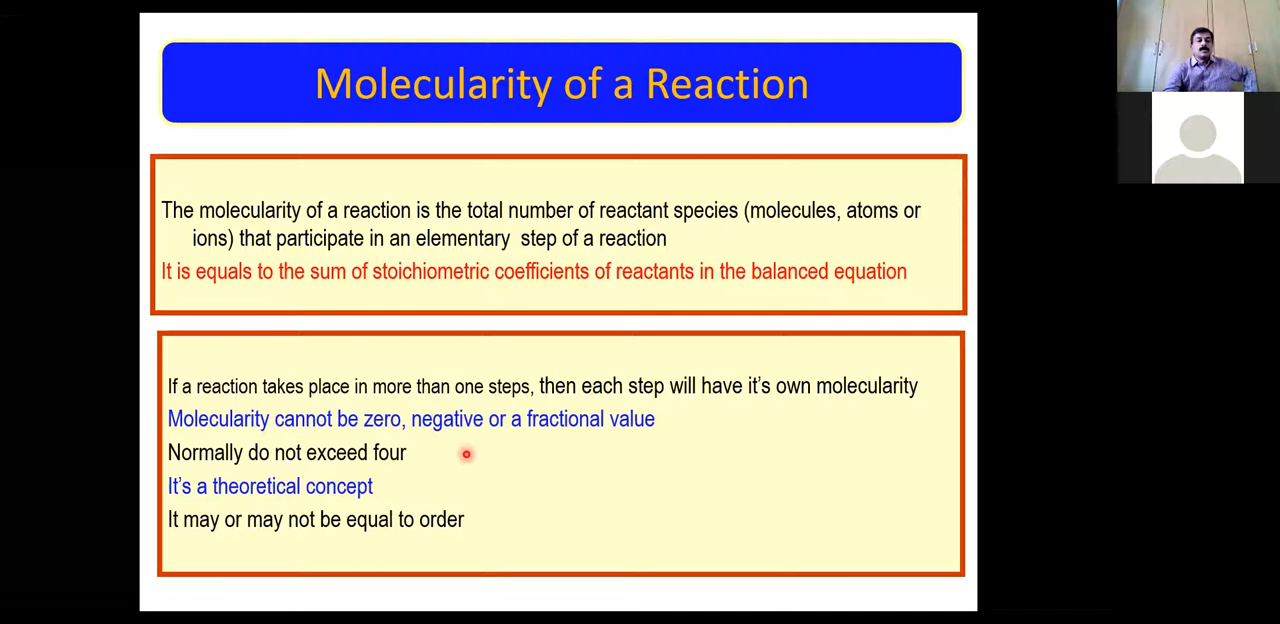 Molecularity of a Reaction
The molecularity of a reaction is the total number of reactant species (molecules, atoms or
ions) that participate in an elementary step of a reaction
It is equals to the sum of stoichiometric coefficients of reactants in the balanced equation
If a reaction takes place in more than one steps, then each step will have it's own molecularity
Molecularity cannot be zero, negative or a fractional value
Normally do not exceed four
It's a theoretical concept
It may or may not be equal to order